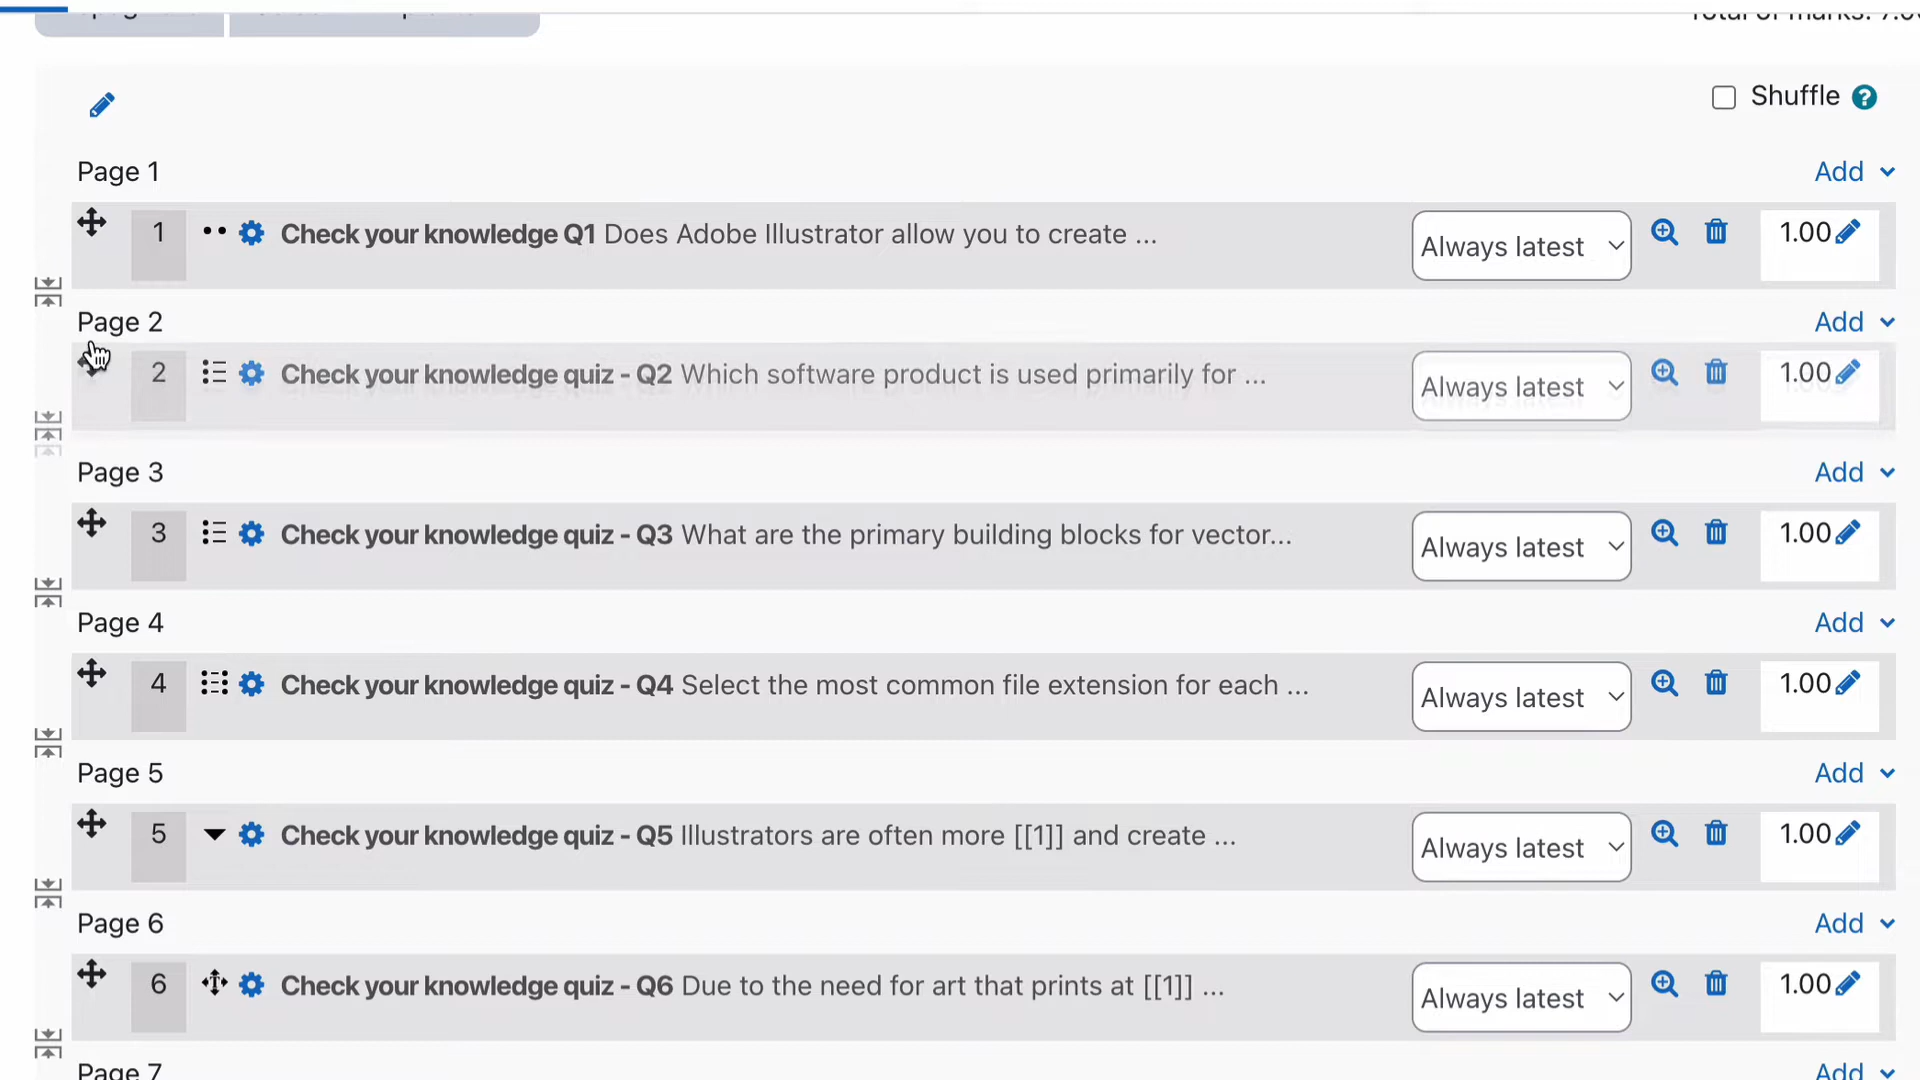 Total of marks: 7.00
Shuffle ?
Page 1
Add
1 Check your knowledge Q1 Does Adobe Illustrator allow you to create ... Always latest 1.00
Page 2
Add
2 Check your knowledge quiz - Q2 Which software product is used primarily for ... Always latest 1.00
Page 3
Add
3 Check your knowledge quiz - Q3 What are the primary building blocks for vector... Always latest 1.00
Page 4
Add
4 Check your knowledge quiz - Q4 Select the most common file extension for each ... Always latest 1.00
Page 5
Add
5 Check your knowledge quiz - Q5 Illustrators are often more [[1]] and create ... Always latest 1.00
Page 6
Add
6 Check your knowledge quiz - Q6 Due to the need for art that prints at [[1]] ... Always latest 1.00
Page 7
Add